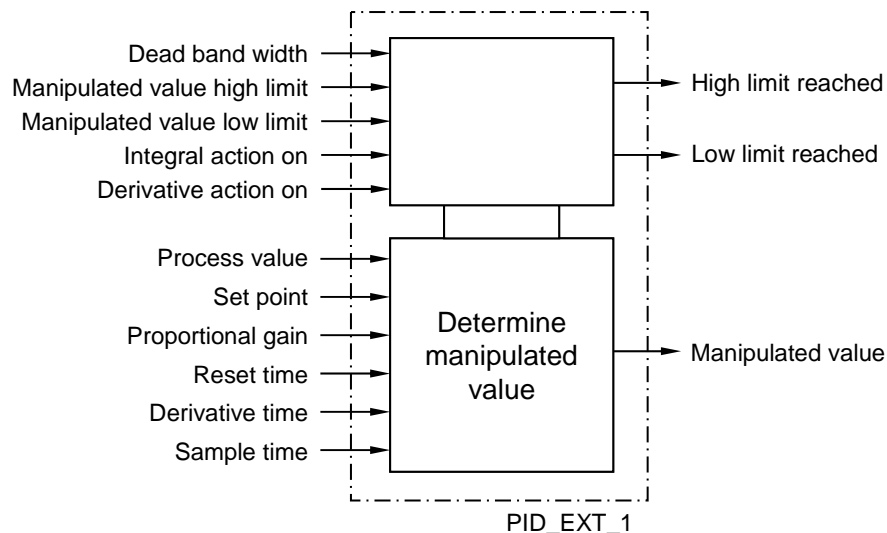 Dead band width
Manipulated value high limit
Manipulated value low limit
Integral action on
Derivative action on
High limit reached
Low limit reached
Process value
Set point
Proportional gain
Reset time
Derivative time
Sample time
Determine
manipulated
value
Manipulated value
PID_EXT_1